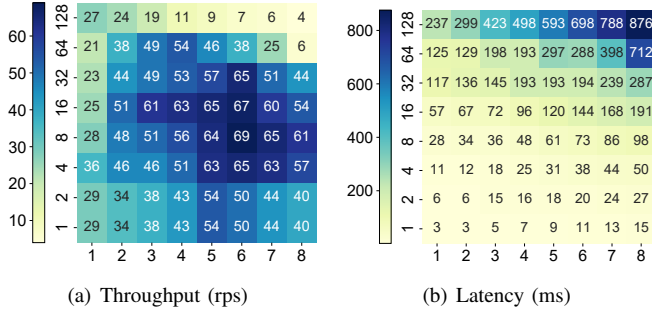 128 27 24 19 11 9 7 6 4
64 21 38 49 54 46 38 25 6
32 23 44 49 53 57 65 51 44
16 25 51 61 63 65 67 60 54
8 28 48 51 56 64 69 65 61
4 36 46 46 51 63 65 63 57
2 29 34 38 43 54 50 44 40
1 29 34 38 43 54 50 44 40
1 2 3 4 5 6 7 8
60
50
40
30
20
10
(a) Throughput (rps)
128 237 299 423 498 593 698 788 876
64 125 129 198 193 297 288 398 712
32 117 136 145 193 193 194 239 287
16 57 67 72 96 120 144 168 191
8 28 34 36 48 61 73 86 98
4 11 12 18 25 31 38 44 50
2 6 6 15 16 18 20 24 27
1 3 3 5 7 9 11 13 15
1 2 3 4 5 6 7 8
800
600
400
200
(b) Latency (ms)